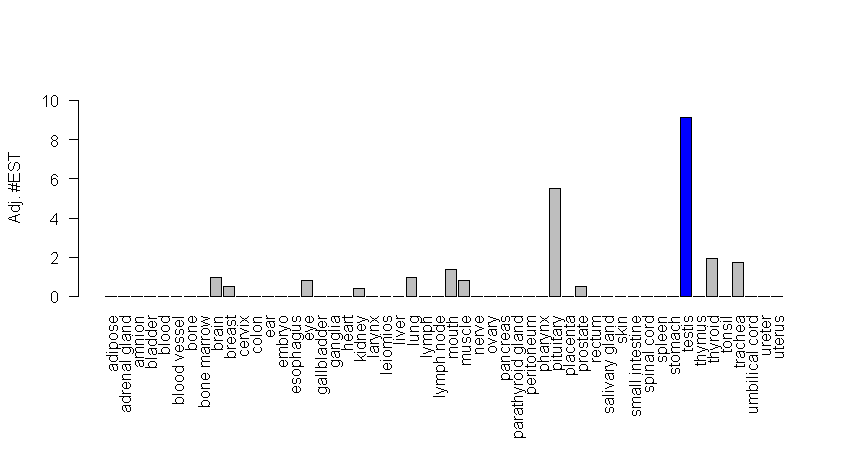 Adj. #EST
10
8
6
4
2
0
adipose
adrenal gland
amnion
bladder
blood
blood vessel
bone
bone marrow
brain
breast
cervix
colon
ear
embryo
esophagus
eye
gallbladder
ganglia
heart
kidney
larynx
leiomios
liver
lung
lymph
lymph node
mouth
muscle
nerve
ovary
pancreas
parathyroid gland
peritoneum
pharynx
pituitary
placenta
prostate
rectum
salivary gland
skin
small intestine
spinal cord
spleen
stomach
testis
thymus
thyroid
tonsil
trachea
umbilical cord
ureter
uterus